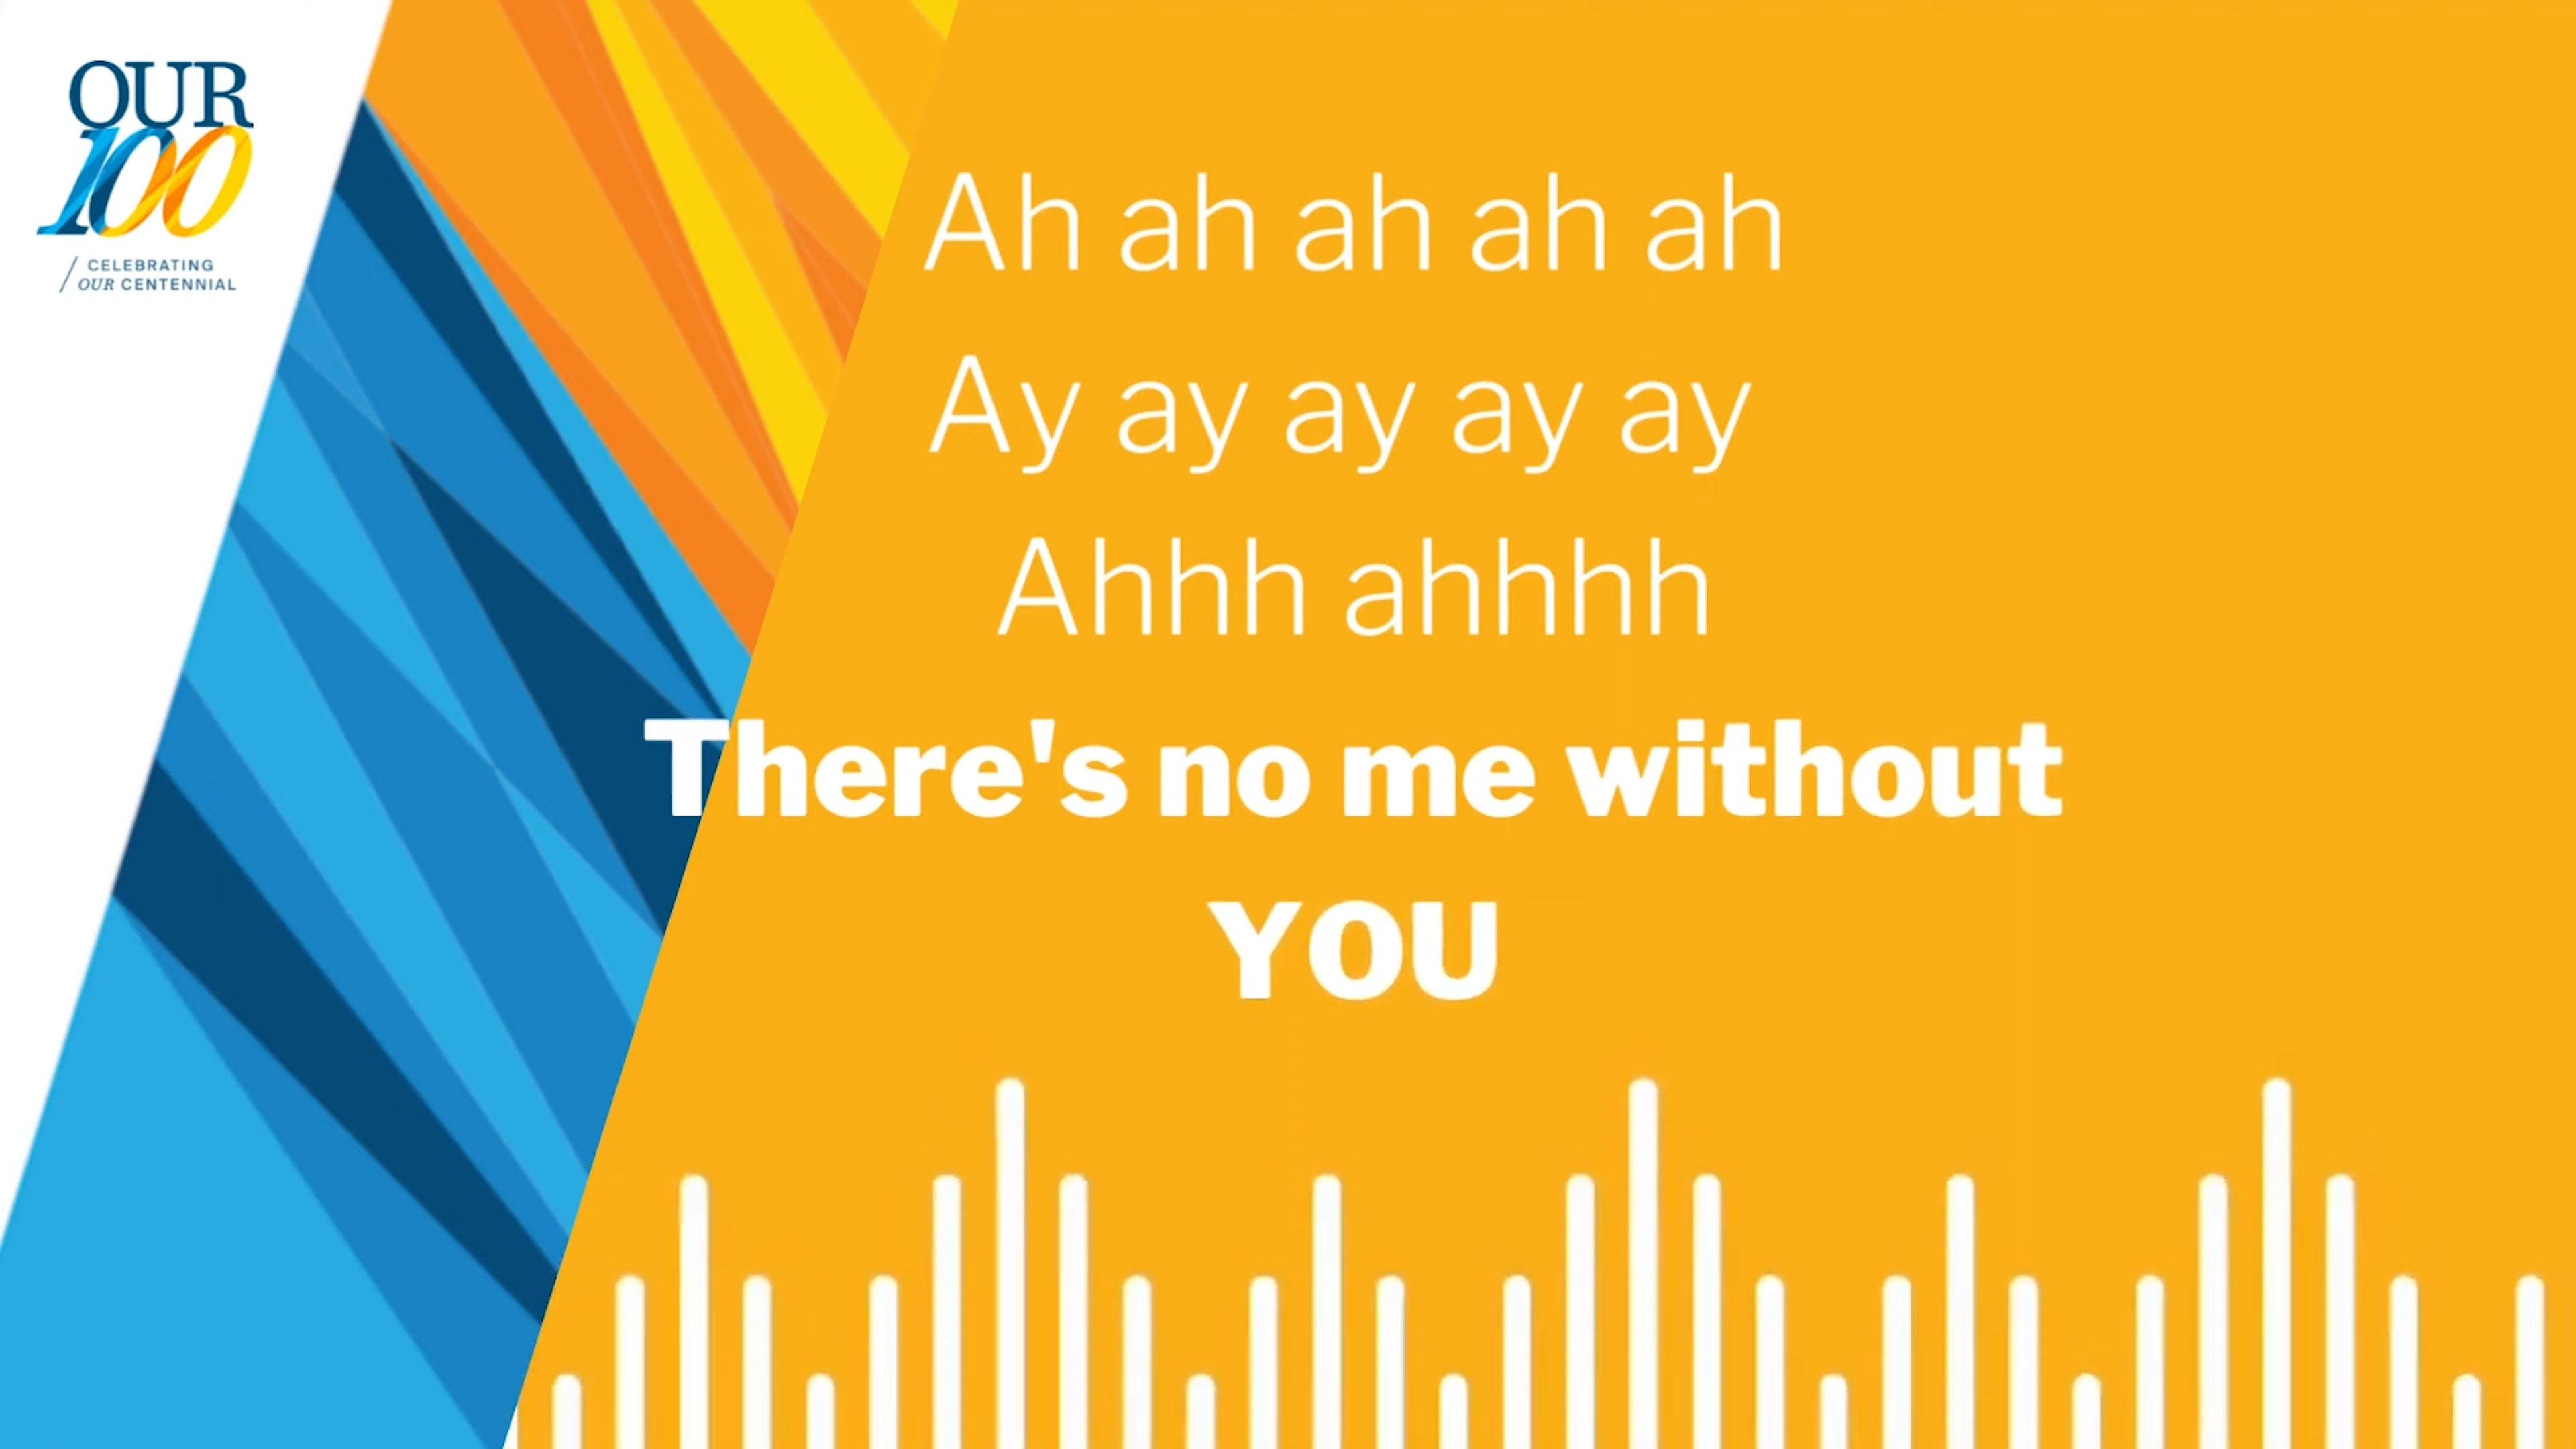 OUR
100
CELEBRATING
OUR CENTENNIAL
Ah ah ah ah ah
Ay ay ay ay ay
Ahhh ahhhh
There's no me without
YOU